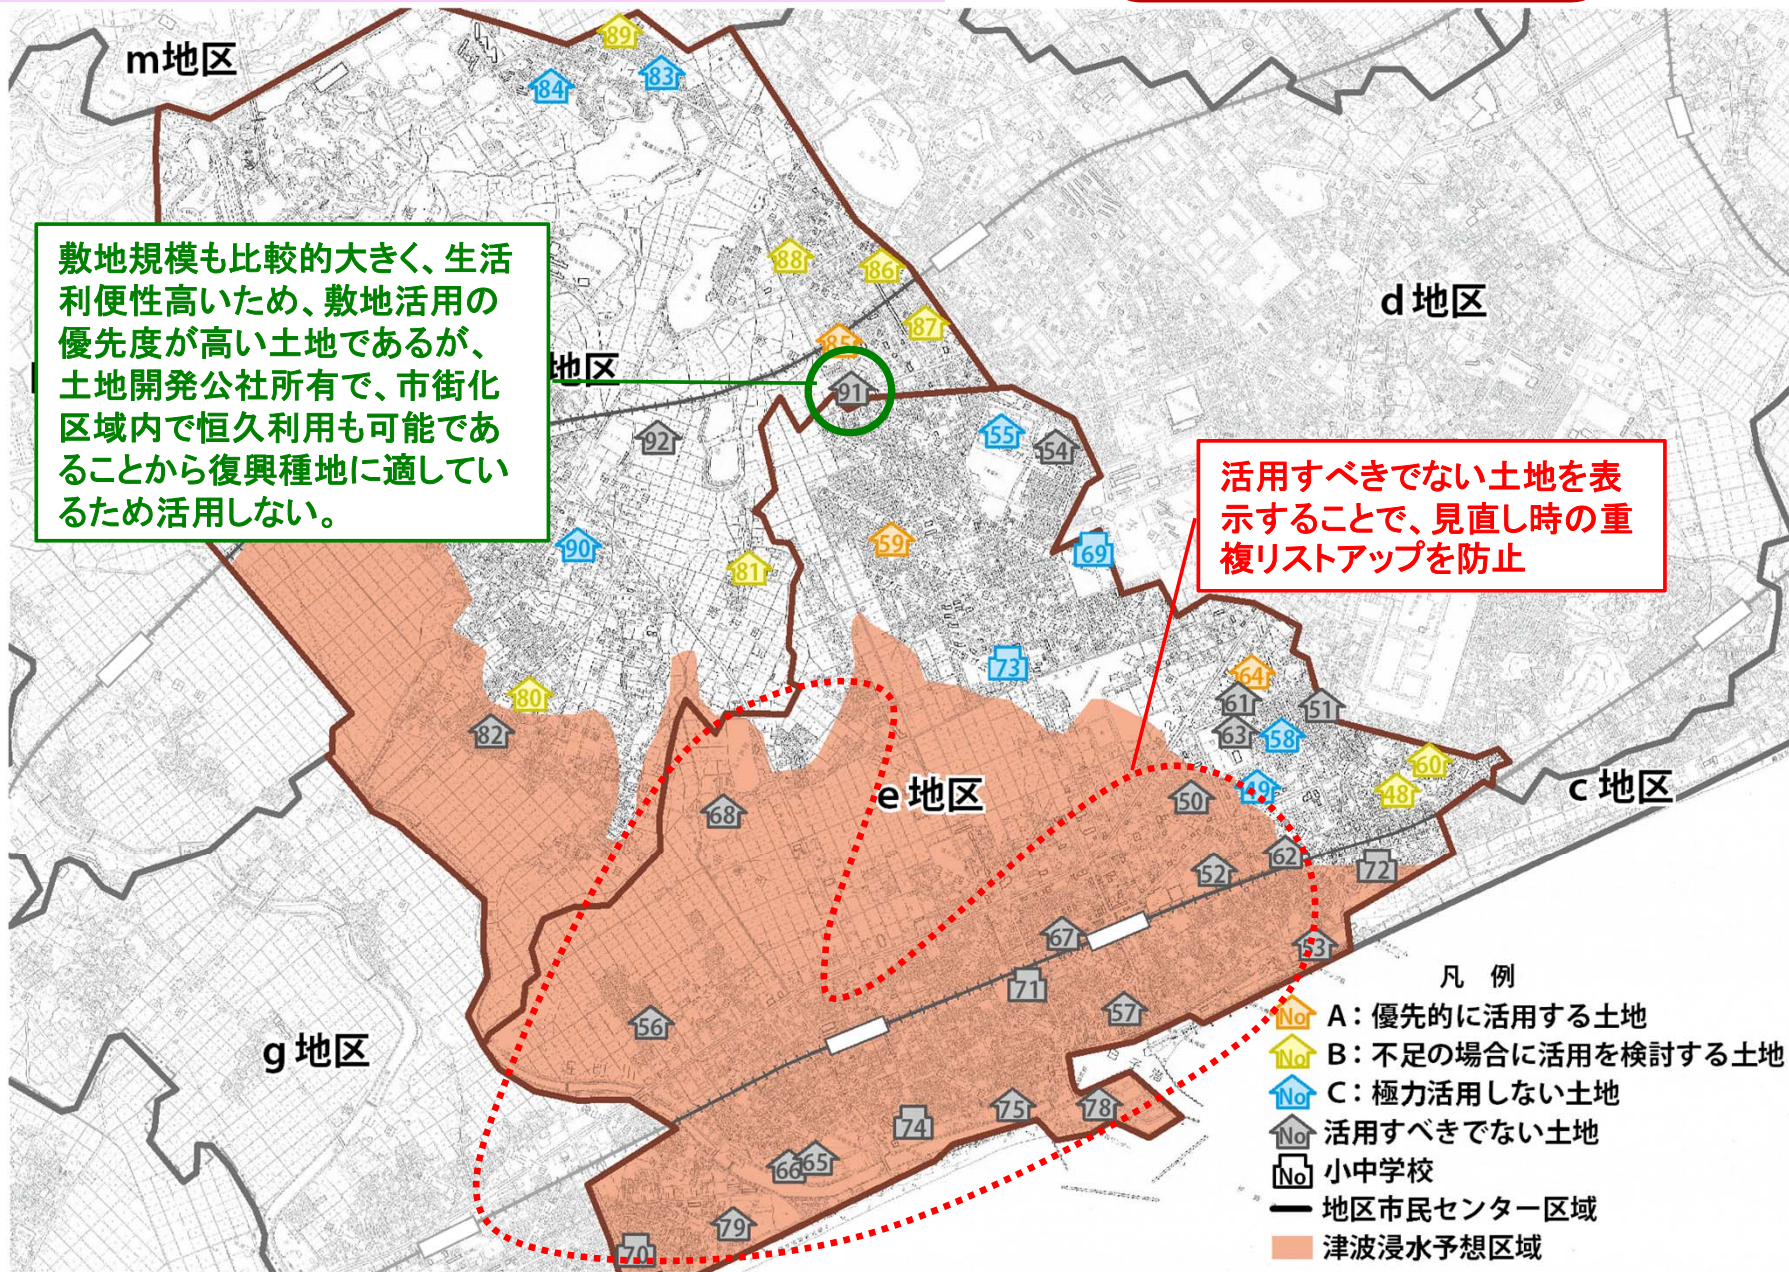 m地区
89
84
83
敷地規模も比較的大きく、生活
利便性高いため、敷地活用の
優先度が高い土地であるが、
土地開発公社所有で、市街化
区域内で恒久利用も可能であ
ることから復興種地に適してい
るため活用しない。
88
86
87
85
地区
91
d地区
92
55
54
活用すべきでない土地を表
示することで、見直し時の重
複リストアップを防止
90
81
59
69
73
80
82
64
61
51
63
58
60
49
48
e地区
c地区
68
50
52
62
72
67
53
71
57
56
g地区
74
75
78
66
65
79
70
凡 例
No A：優先的に活用する土地
No B：不足の場合に活用を検討する土地
No C：極力活用しない土地
No 活用すべきでない土地
No 小中学校
地区市民センター区域
津波浸水予想区域